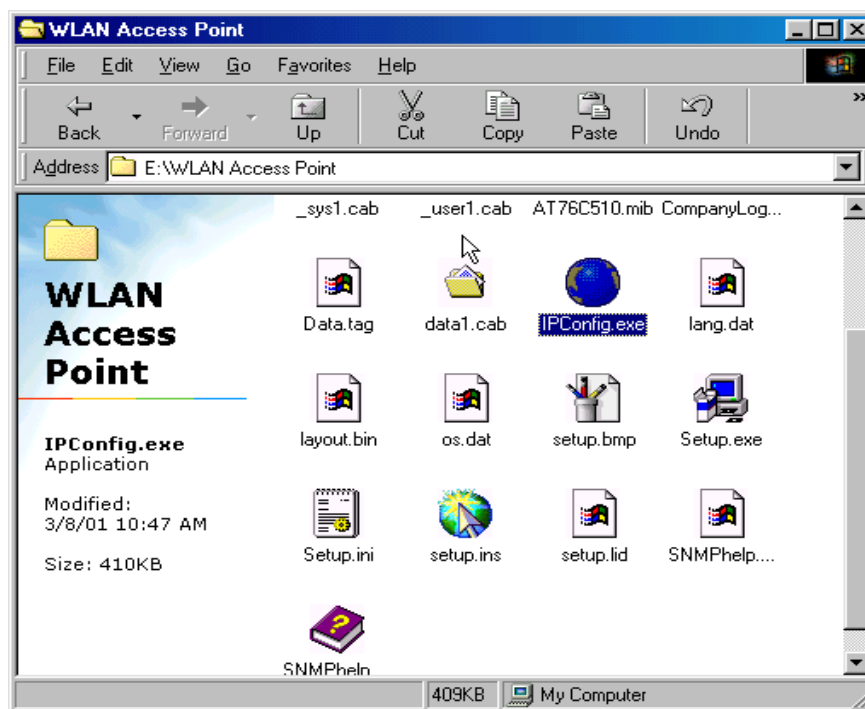 WLAN Access Point
File Edit View Go Favorites Help
Back Forward Up Cut Copy Paste Undo
Address E:\WLAN Access Point
WLAN
Access
Point
IPConfig.exe
Application
Modified:
3/8/01 10:47 AM
Size: 410KB
_sys1.cab _user1.cab AT76C510.mib CompanyLog...
Data.tag data1.cab IPConfig.exe lang.dat
layout.bin os.dat setup.bmp Setup.exe
Setup.ini setup.ins setup.lid SNMPhelp....
SNMPhelp
409KB My Computer